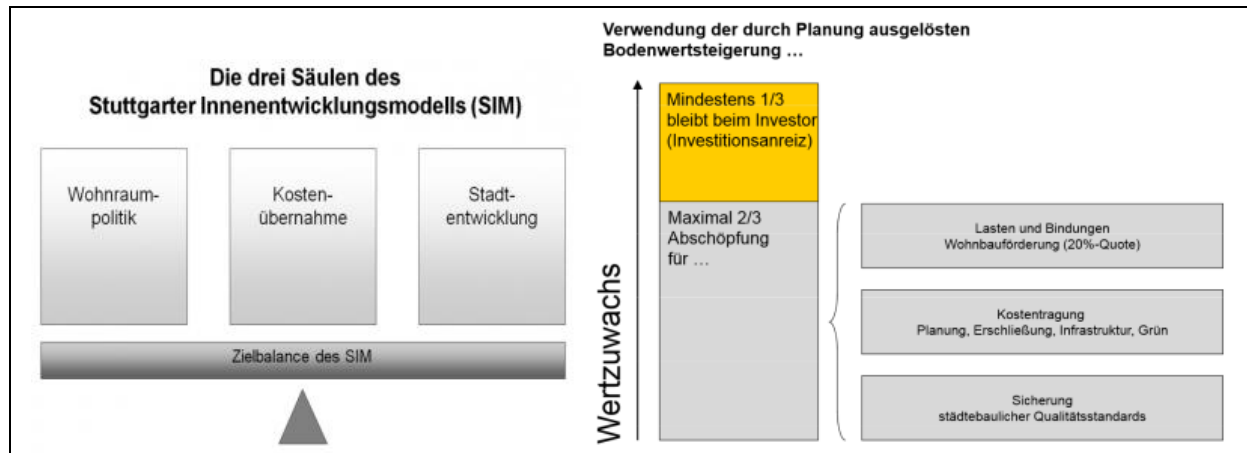 Die drei Säulen des
Stuttgarter Innenentwicklungsmodells (SIM)
Wohnraum-
politik
Kosten-
übernahme
Stadt-
entwicklung
Zielbalance des SIM
Verwendung der durch Planung ausgelösten
Bodenwertsteigerung ...
Wertzuwachs
Mindestens 1/3
bleibt beim Investor
(Investitionsanreiz)
Maximal 2/3
Abschöpfung
für ...
Lasten und Bindungen
Wohnbauförderung (20%-Quote)
Kostentragung
Planung, Erschließung, Infrastruktur, Grün
Sicherung
städtebaulicher Qualitätsstandards